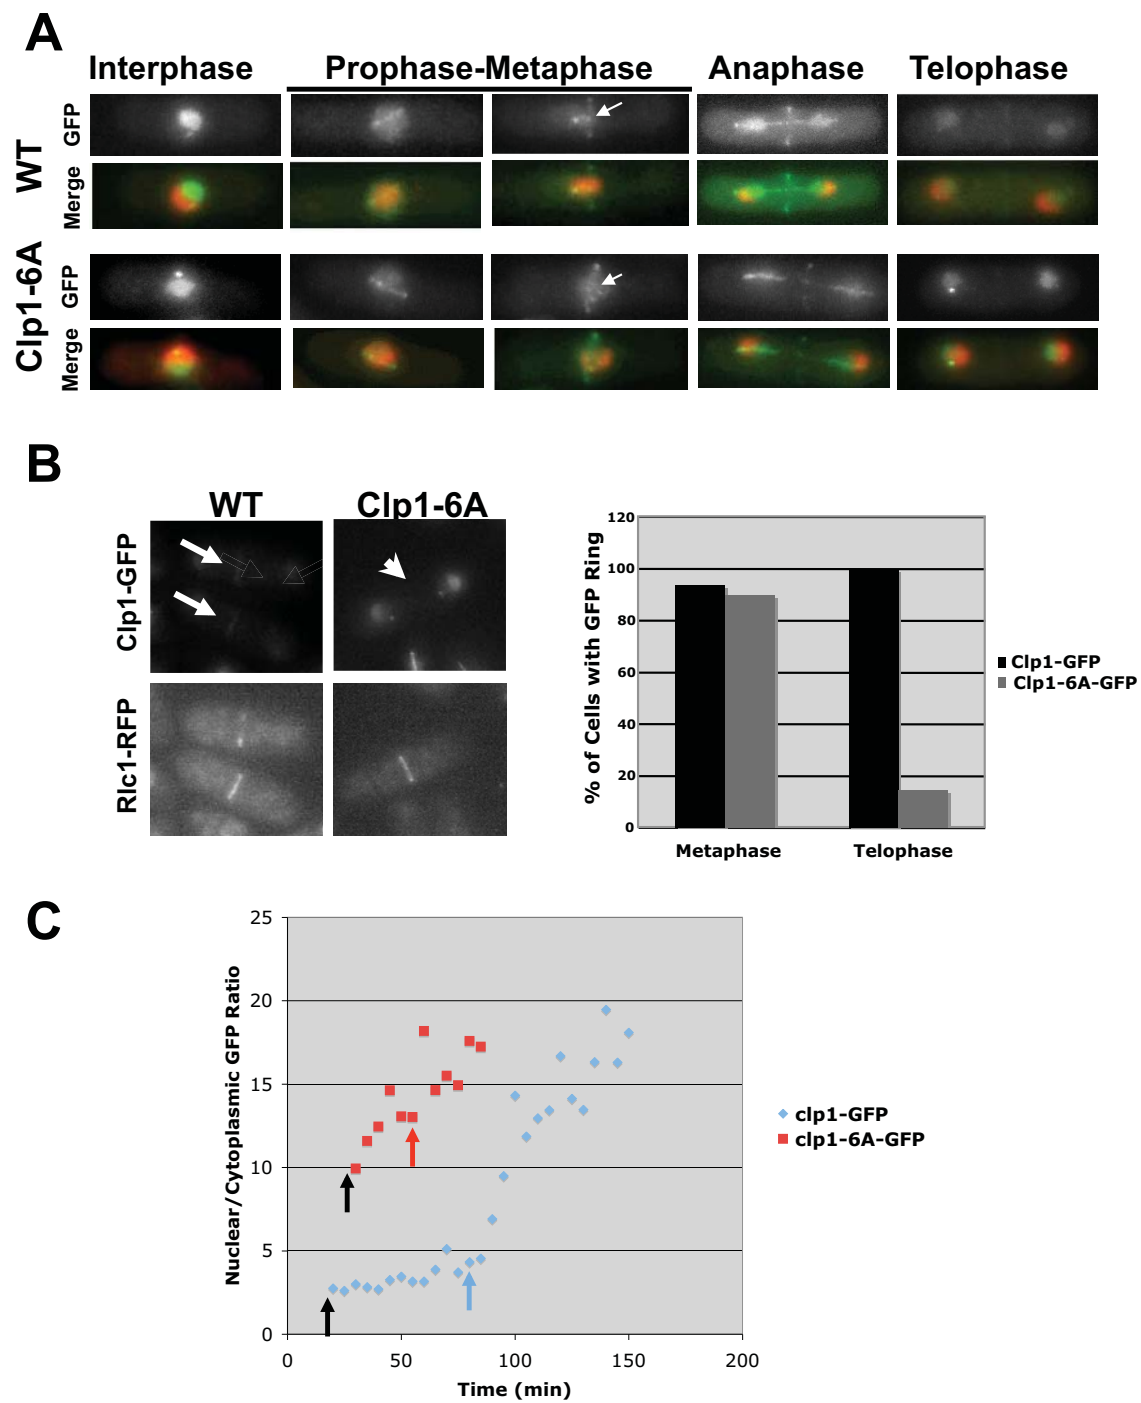 A
Interphase
Prophase-Metaphase
Anaphase
Telophase
WT
GFP
Merge
Clp1-6A
GFP
Merge
B
WT
Clp1-6A
Clp1-GFP
Rlc1-RFP
% of Cells with GFP Ring
120
100
80
60
40
20
0
Metaphase
Telophase
Clp1-GFP
Clp1-6A-GFP
C
Nuclear/Cytoplasmic GFP Ratio
25
20
15
10
5
0
0 50 100 150 200
Time (min)
clp1-GFP
clp1-6A-GFP